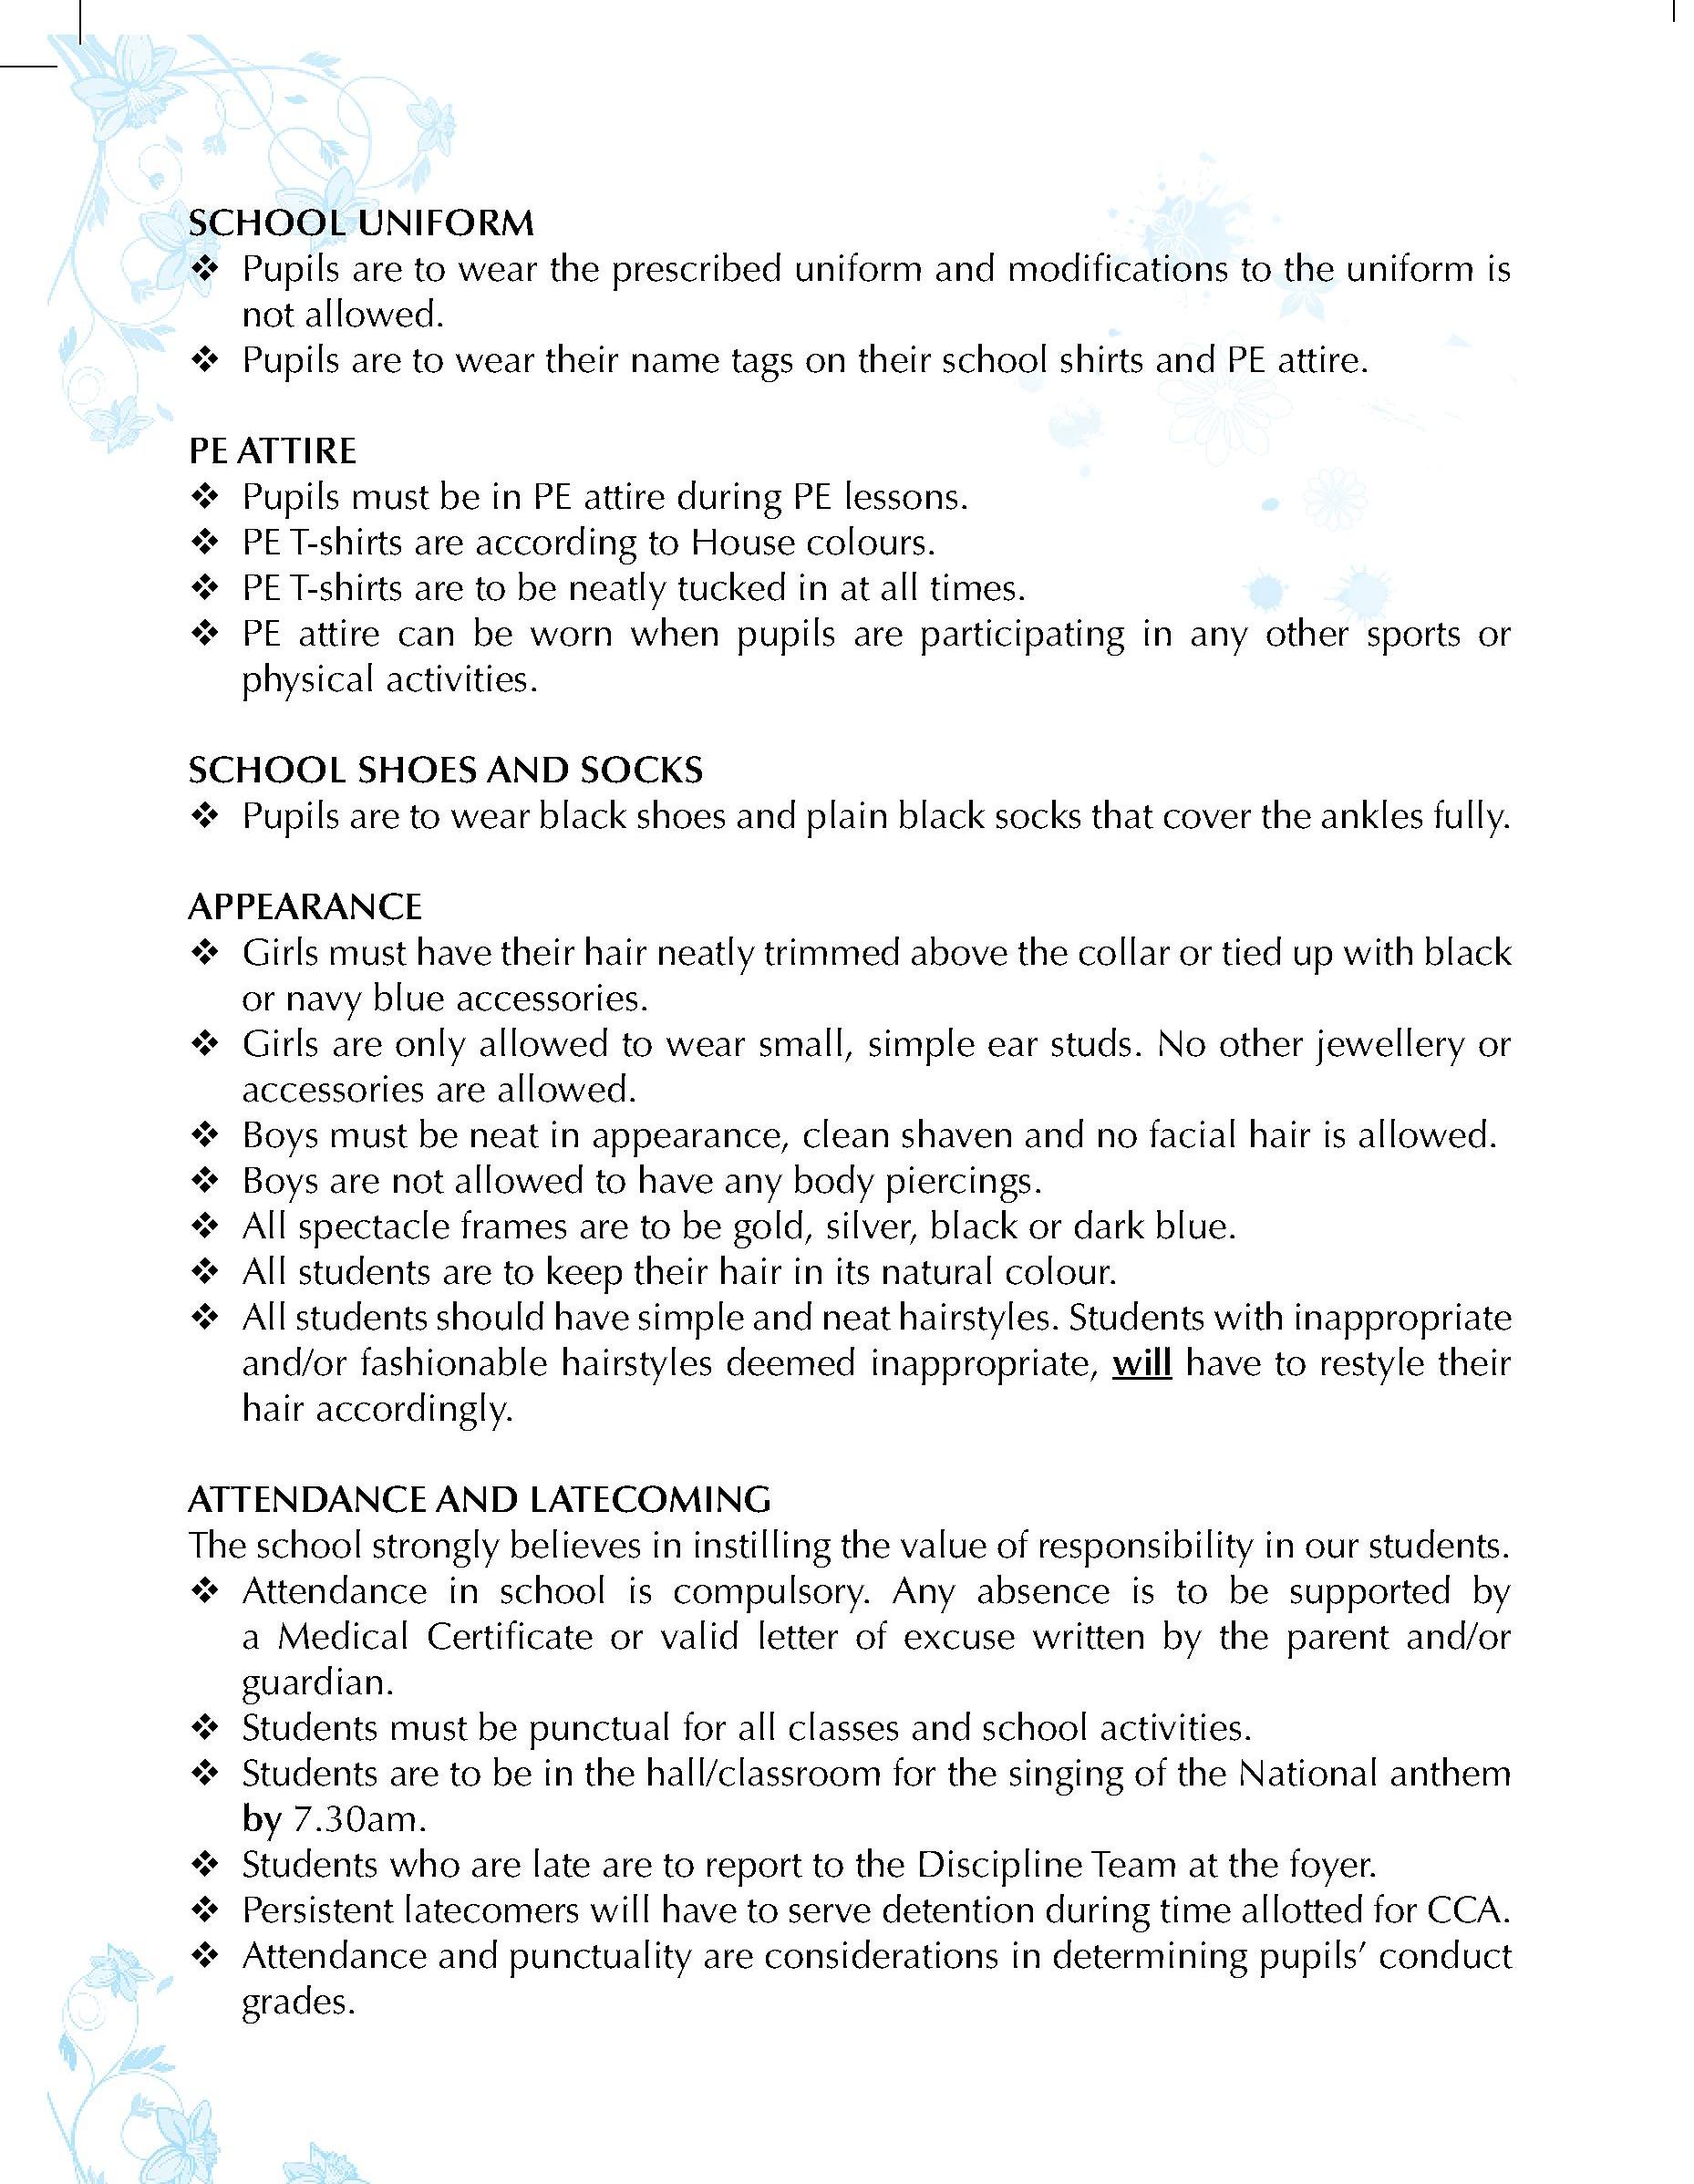 SCHOOL UNIFORM
❖ Pupils are to wear the prescribed uniform and modifications to the uniform is
not allowed.
❖ Pupils are to wear their name tags on their school shirts and PE attire.
PE ATTIRE
❖ Pupils must be in PE attire during PE lessons.
❖ PE T-shirts are according to House colours.
❖ PE T-shirts are to be neatly tucked in at all times.
❖ PE attire can be worn when pupils are participating in any other sports or
physical activities.
SCHOOL SHOES AND SOCKS
❖ Pupils are to wear black shoes and plain black socks that cover the ankles fully.
APPEARANCE
❖ Girls must have their hair neatly trimmed above the collar or tied up with black
or navy blue accessories.
❖ Girls are only allowed to wear small, simple ear studs. No other jewellery or
accessories are allowed.
❖ Boys must be neat in appearance, clean shaven and no facial hair is allowed.
❖ Boys are not allowed to have any body piercings.
❖ All spectacle frames are to be gold, silver, black or dark blue.
❖ All students are to keep their hair in its natural colour.
❖ All students should have simple and neat hairstyles. Students with inappropriate
and/or fashionable hairstyles deemed inappropriate, will have to restyle their
hair accordingly.
ATTENDANCE AND LATECOMING
The school strongly believes in instilling the value of responsibility in our students.
❖ Attendance in school is compulsory. Any absence is to be supported by
a Medical Certificate or valid letter of excuse written by the parent and/or
guardian.
❖ Students must be punctual for all classes and school activities.
❖ Students are to be in the hall/classroom for the singing of the National anthem
by 7.30am.
❖ Students who are late are to report to the Discipline Team at the foyer.
❖ Persistent latecomers will have to serve detention during time allotted for CCA.
❖ Attendance and punctuality are considerations in determining pupils’ conduct
grades.